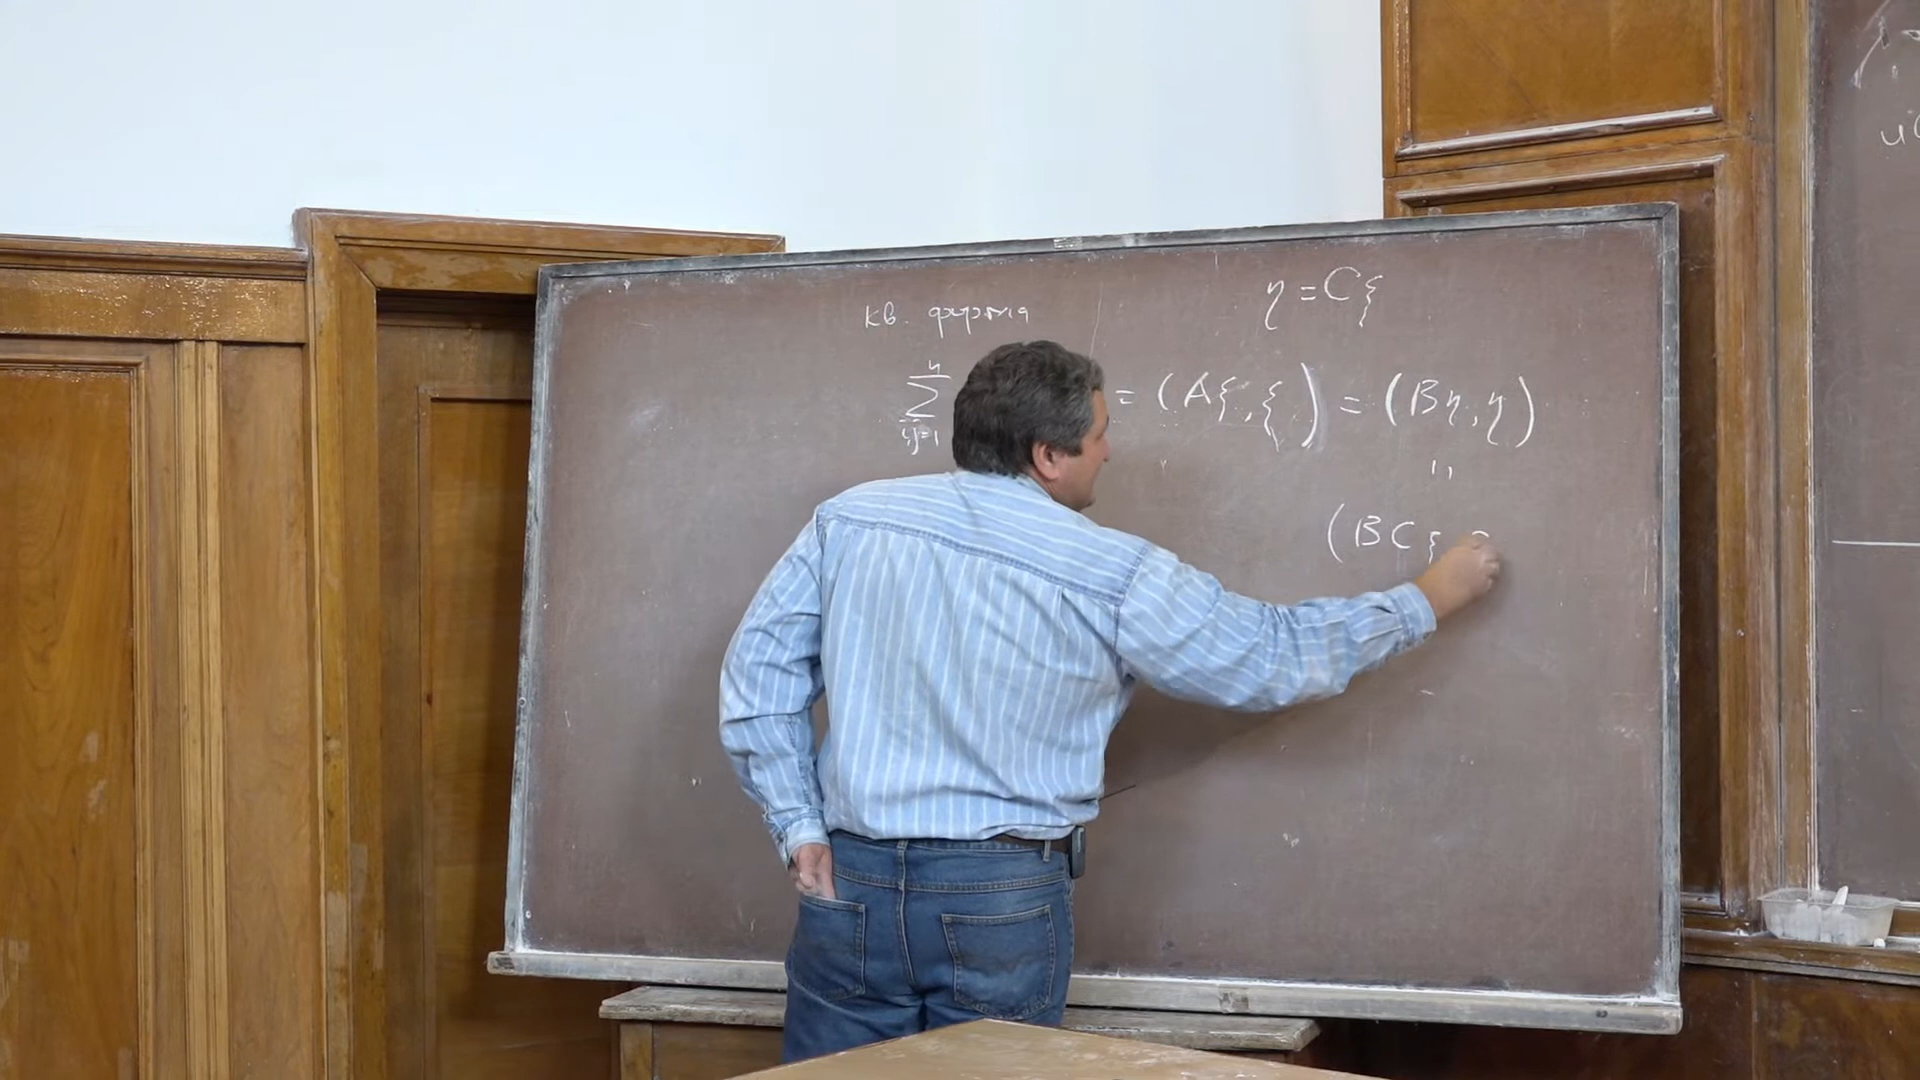 η = Cξ
кв. форма
n
∑ = (Aξ, ξ) = (Bη, η)
i,j=1
(BCξ